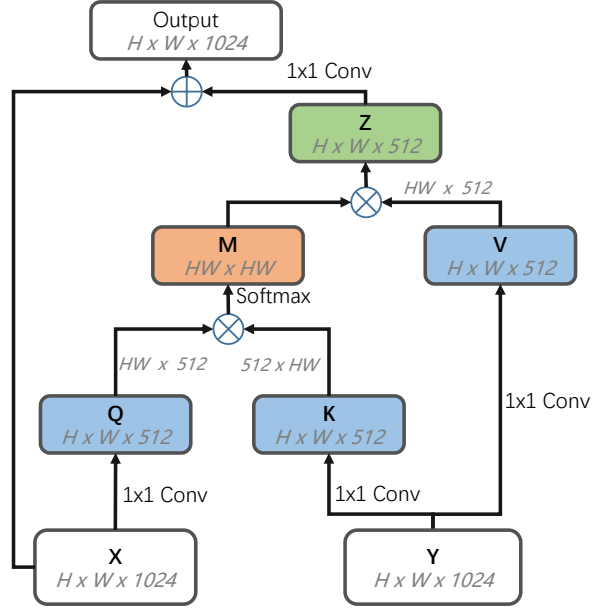 Output
H x W x 1024
1x1 Conv
Z
H x W x 512
HW x 512
M
HW x HW
V
H x W x 512
Softmax
HW x 512
512 x HW
Q
H x W x 512
K
H x W x 512
1x1 Conv
1x1 Conv
1x1 Conv
X
H x W x 1024
Y
H x W x 1024